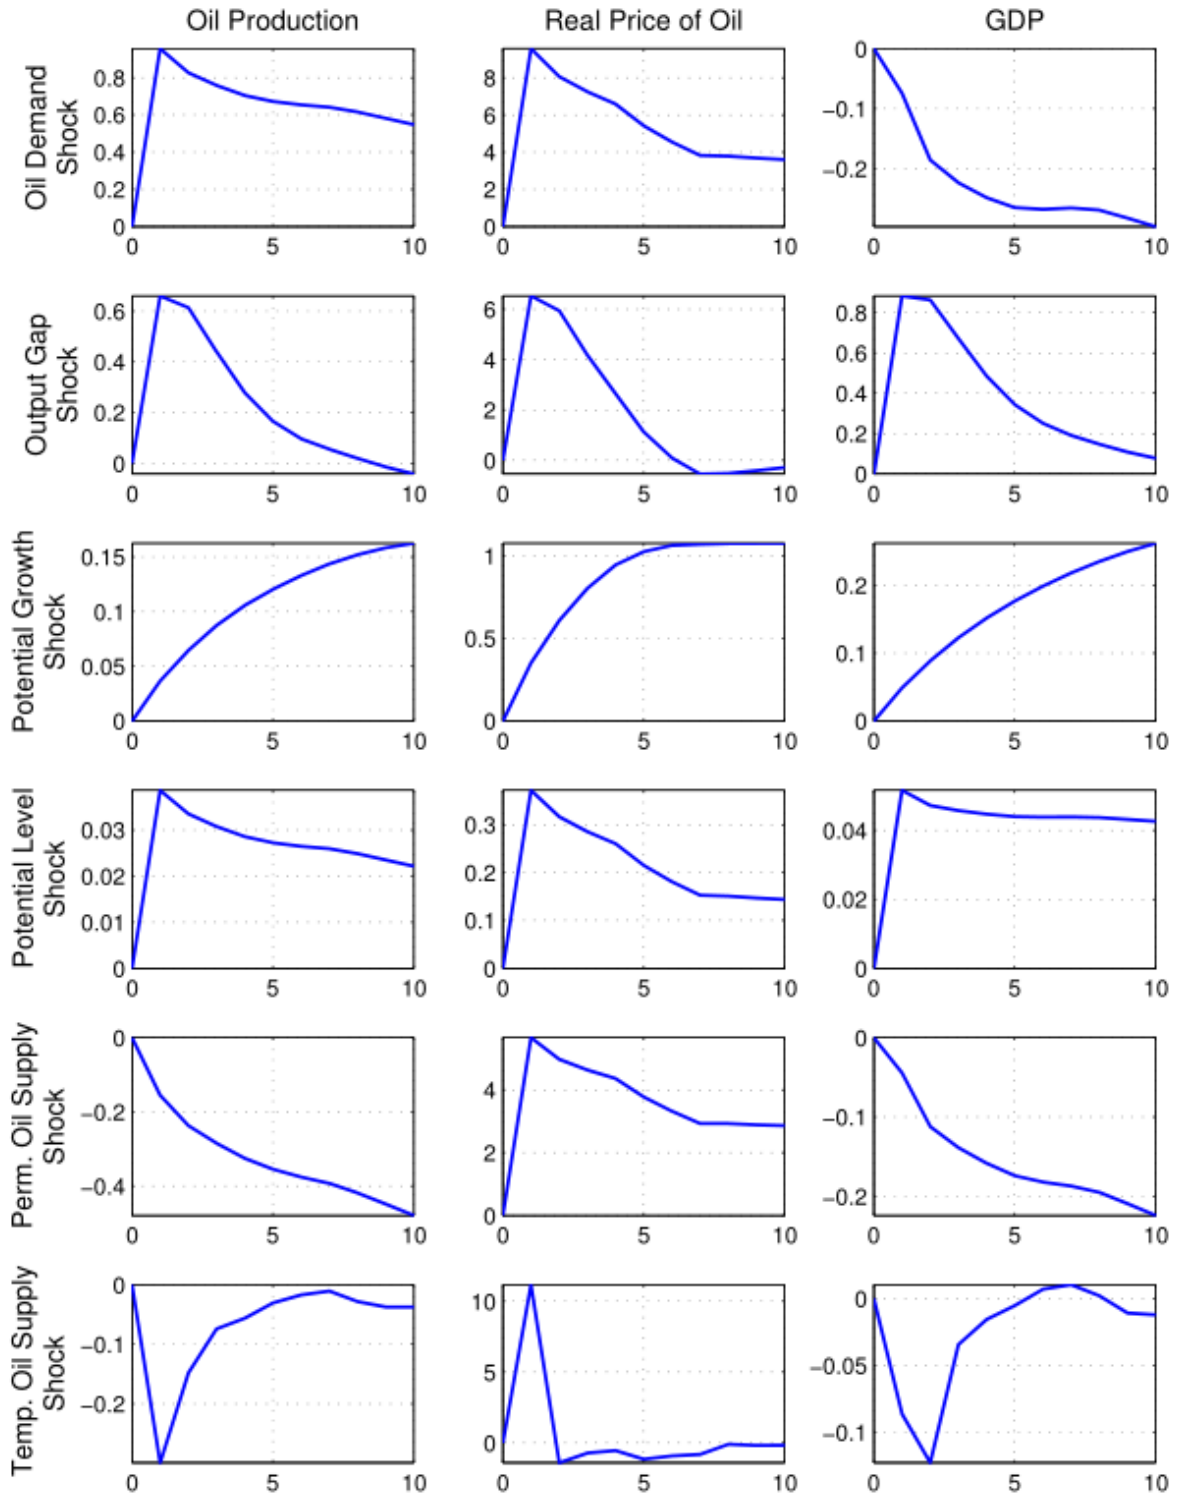 Oil Production Real Price of Oil GDP
Oil Demand
Shock
0.8
0.6
0.4
0.2
0
0 5 10
8
6
4
2
0
0 5 10
0
−0.1
−0.2
0 5 10
Output Gap
Shock
0.6
0.4
0.2
0
0 5 10
6
4
2
0
0 5 10
0.8
0.6
0.4
0.2
0
0 5 10
Potential Growth
Shock
0.15
0.1
0.05
0
0 5 10
1
0.5
0
0 5 10
0.2
0.1
0
0 5 10
Potential Level
Shock
0.03
0.02
0.01
0
0 5 10
0.3
0.2
0.1
0
0 5 10
0.04
0.02
0
0 5 10
Perm. Oil Supply
Shock
0
−0.2
−0.4
0 5 10
4
2
0
0 5 10
0
−0.1
−0.2
0 5 10
Temp. Oil Supply
Shock
0
−0.1
−0.2
0 5 10
10
5
0
0 5 10
0
−0.05
−0.1
0 5 10